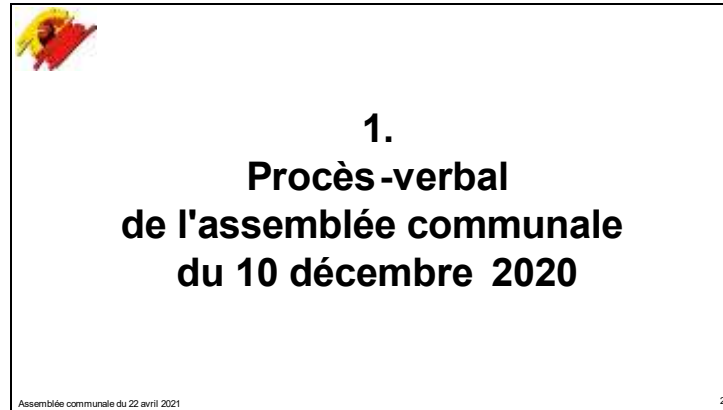 1.
Procès-verbal
de l'assemblée communale
du 10 décembre 2020
Assemblée communale du 22 avril 2021
2